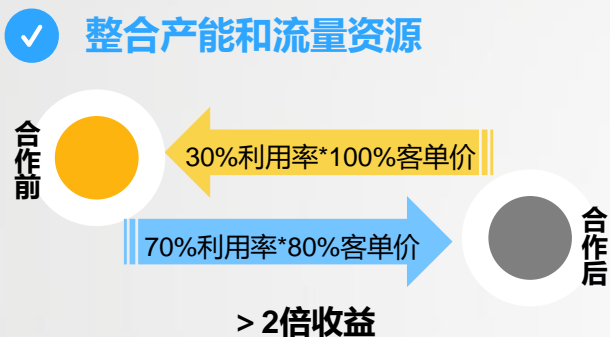 整合产能和流量资源
合作前
30%利用率*100%客单价
70%利用率*80%客单价
合作后
＞2倍收益